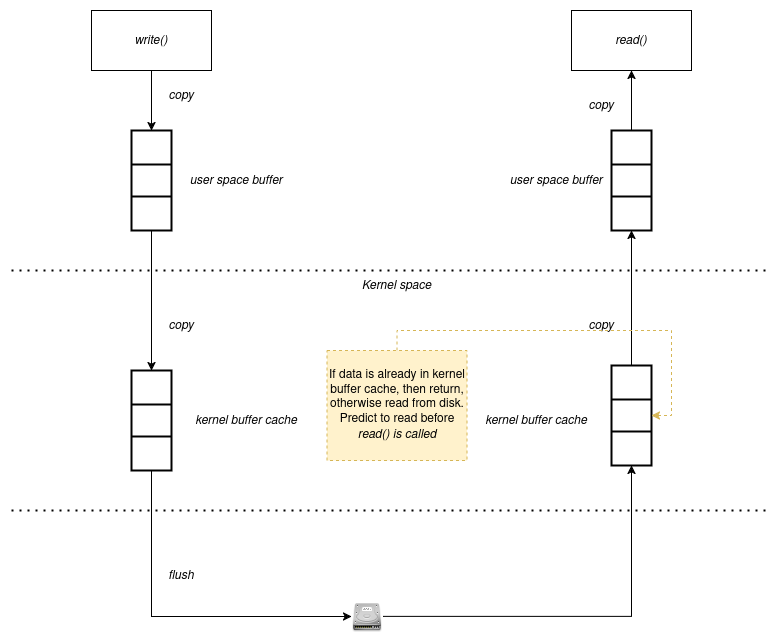 write()
read()
copy
copy
user space buffer
user space buffer
Kernel space
copy
copy
If data is already in kernel
buffer cache, then return,
otherwise read from disk.
Predict to read before
read() is called
kernel buffer cache
kernel buffer cache
flush